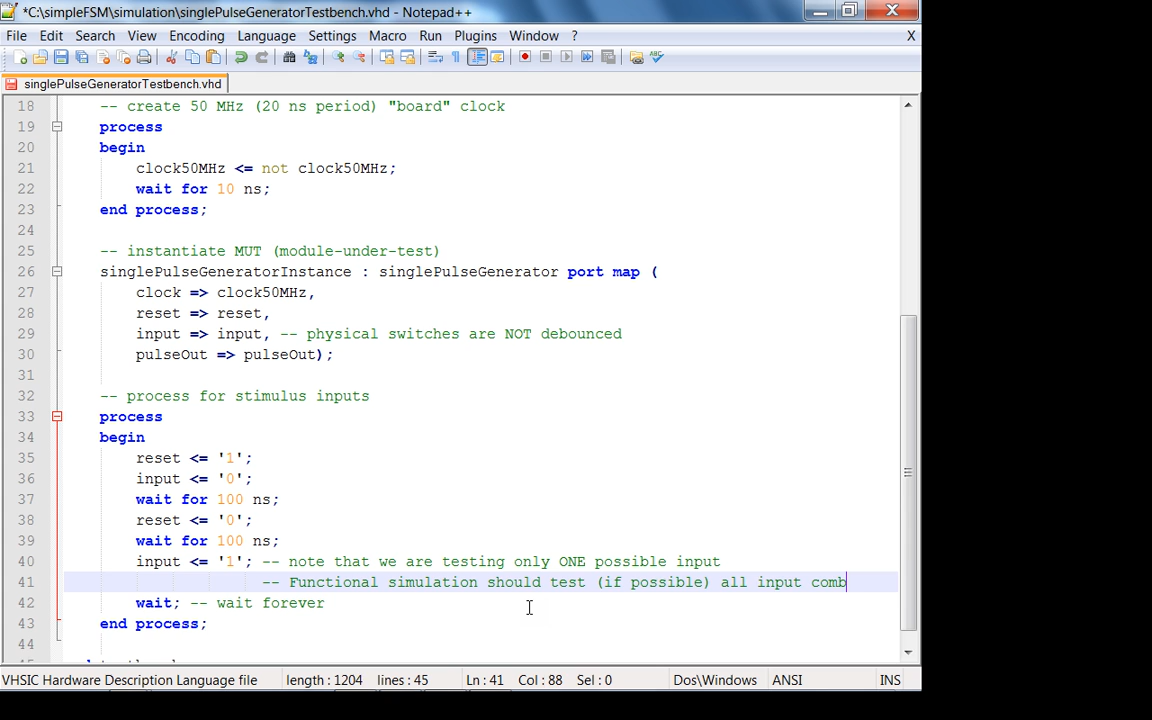 *C:\simpleFSM\simulation\singlePulseGeneratorTestbench.vhd - Notepad++
File Edit Search View Encoding Language Settings Macro Run Plugins Window ? X
singlePulseGeneratorTestbench.vhd
18 -- create 50 MHz (20 ns period) "board" clock
19 process
20 begin
21 clock50MHz <= not clock50MHz;
22 wait for 10 ns;
23 end process;
24
25 -- instantiate MUT (module-under-test)
26 singlePulseGeneratorInstance : singlePulseGenerator port map (
27 clock => clock50MHz,
28 reset => reset,
29 input => input, -- physical switches are NOT debounced
30 pulseOut => pulseOut);
31
32 -- process for stimulus inputs
33 process
34 begin
35 reset <= '1';
36 input <= '0';
37 wait for 100 ns;
38 reset <= '0';
39 wait for 100 ns;
40 input <= '1'; -- note that we are testing only ONE possible input
41 -- Functional simulation should test (if possible) all input comb
42 wait; -- wait forever
43 end process;
44
VHSIC Hardware Description Language file length : 1204 lines : 45 Ln : 41 Col : 88 Sel : 0 Dos\Windows ANSI INS